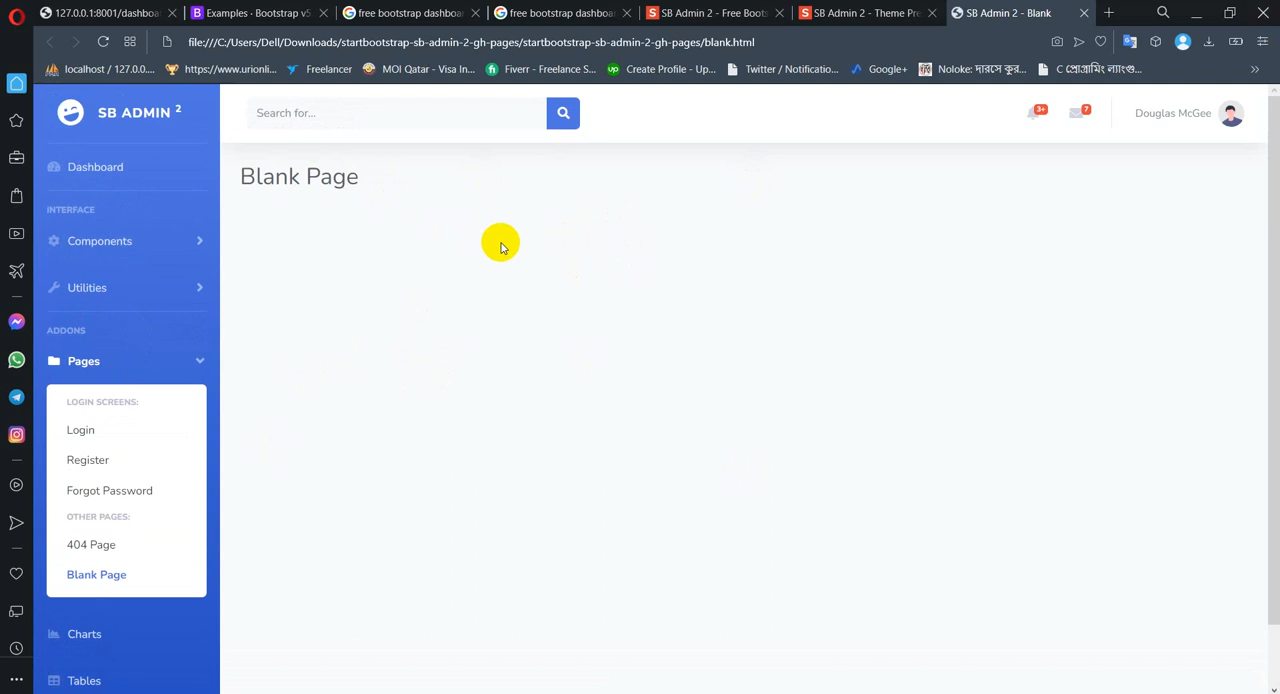 127.0.0.1:8001/dashboa
Examples · Bootstrap v5
free bootstrap dashboa
free bootstrap dashboa
SB Admin 2 - Free Boots
SB Admin 2 - Theme Pre
SB Admin 2 - Blank
file:///C:/Users/Dell/Downloads/startbootstrap-sb-admin-2-gh-pages/startbootstrap-sb-admin-2-gh-pages/blank.html
localhost / 127.0.0....
https://www.urionli...
Freelancer
MOI Qatar - Visa In...
Fiverr - Freelance S...
Create Profile - Up...
Twitter / Notificatio...
Google+
Noloke: দারসে কুর...
C প্রোগ্রামিং ল্যাংগু...
SB ADMIN 2
Search for...
3+
7
Douglas McGee
Dashboard
Blank Page
INTERFACE
Components
Utilities
ADDONS
Pages
LOGIN SCREENS:
Login
Register
Forgot Password
OTHER PAGES:
404 Page
Blank Page
Charts
Tables